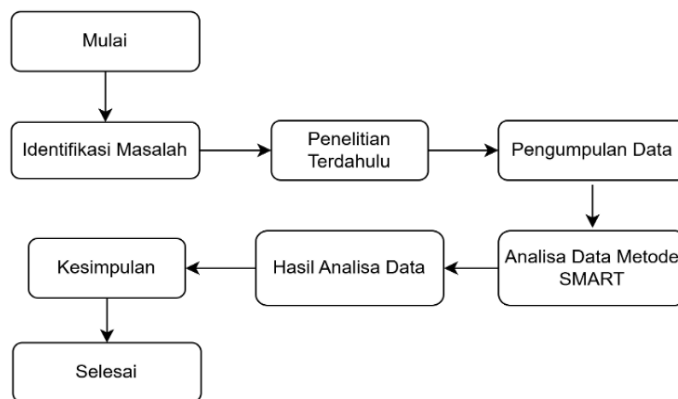 Mulai
Identifikasi Masalah
Penelitian
Terdahulu
Pengumpulan Data
Analisa Data Metode
SMART
Hasil Analisa Data
Kesimpulan
Selesai